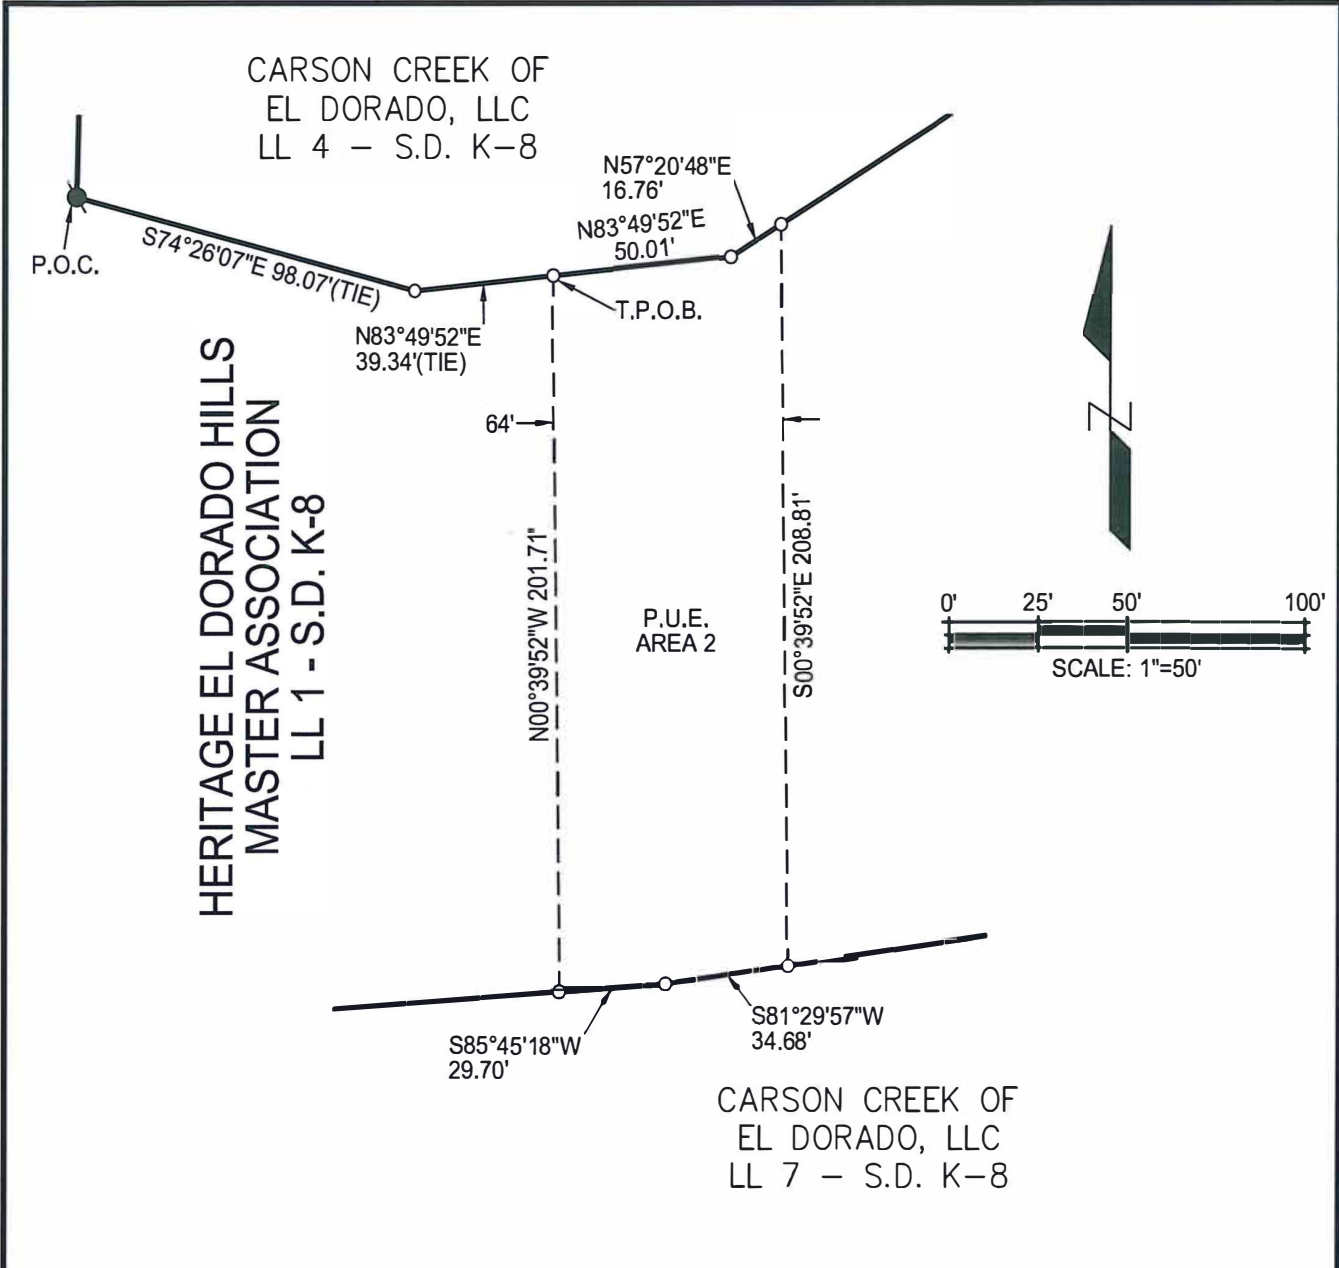 CARSON CREEK OF
EL DORADO, LLC
LL 4 – S.D. K–8
N57°20'48"E
16.76'
N83°49'52"E
50.01'
P.O.C.
S74°26'07"E 98.07'(TIE)
T.P.O.B.
N83°49'52"E
39.34'(TIE)
HERITAGE EL DORADO HILLS
MASTER ASSOCIATION
LL 1 - S.D. K-8
64'
N00°39'52"W 201.71'
S00°39'52"E 208.81'
P.U.E.
AREA 2
N
0' 25' 50' 100'
SCALE: 1"=50'
S85°45'18"W
29.70'
S81°29'57"W
34.68'
CARSON CREEK OF
EL DORADO, LLC
LL 7 – S.D. K–8